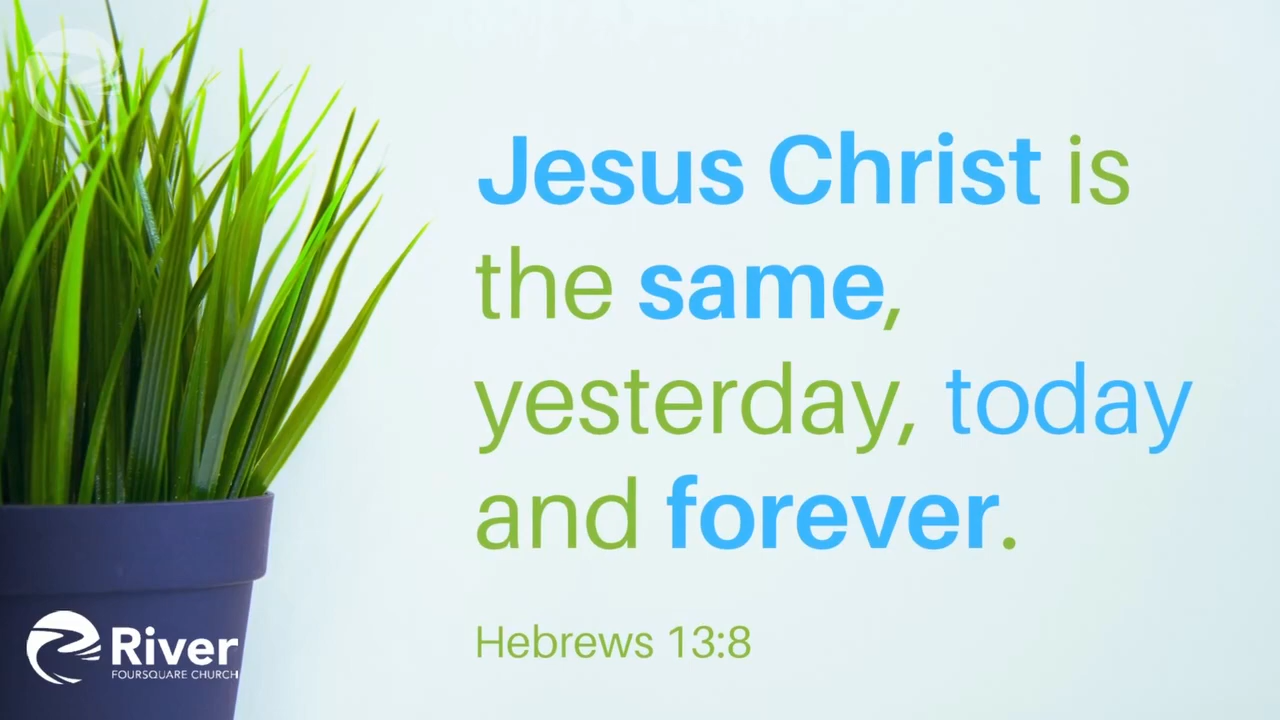 Jesus Christ is
the same,
yesterday, today
and forever.
Hebrews 13:8
River
FOURSQUARE CHURCH